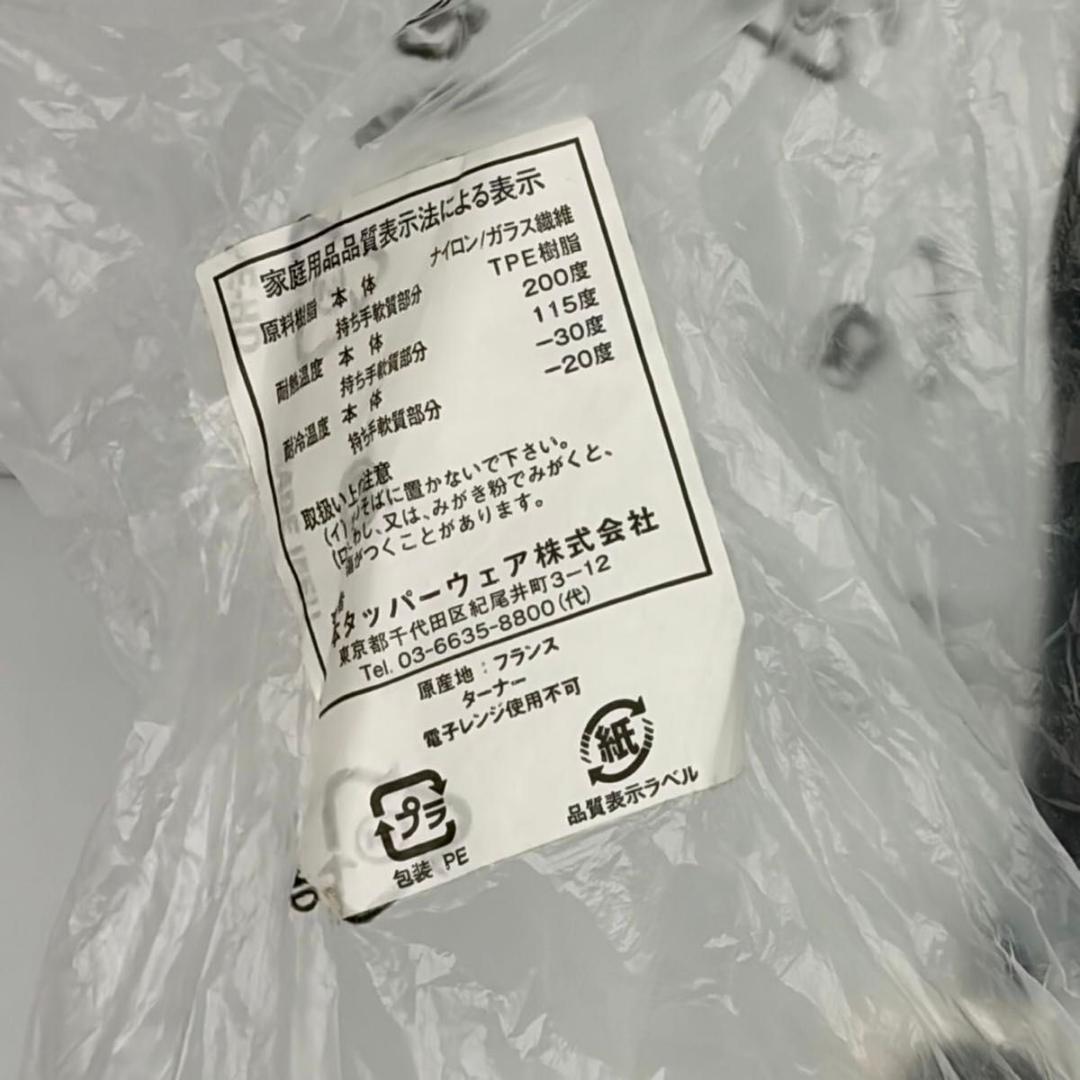 家庭用品品質表示法による表示
原料樹脂 本 体 ナイロン/ガラス繊維
持ち手軟質部分 TPE樹脂
耐熱温度 本 体 200度
持ち手軟質部分 115度
耐冷温度 本 体 -30度
持ち手軟質部分 -20度
取扱い上の注意
(イ) そばに置かないで下さい。
(ロ) わし、又は、みがき粉でみがくと、
がつくことがあります。
本タッパーウェア株式会社
東京都千代田区紀尾井町3-12
Tel. 03-6635-8800(代)
原産地:フランス
ターナー
電子レンジ使用不可
紙
品質表示ラベル
プラ
包装 PE